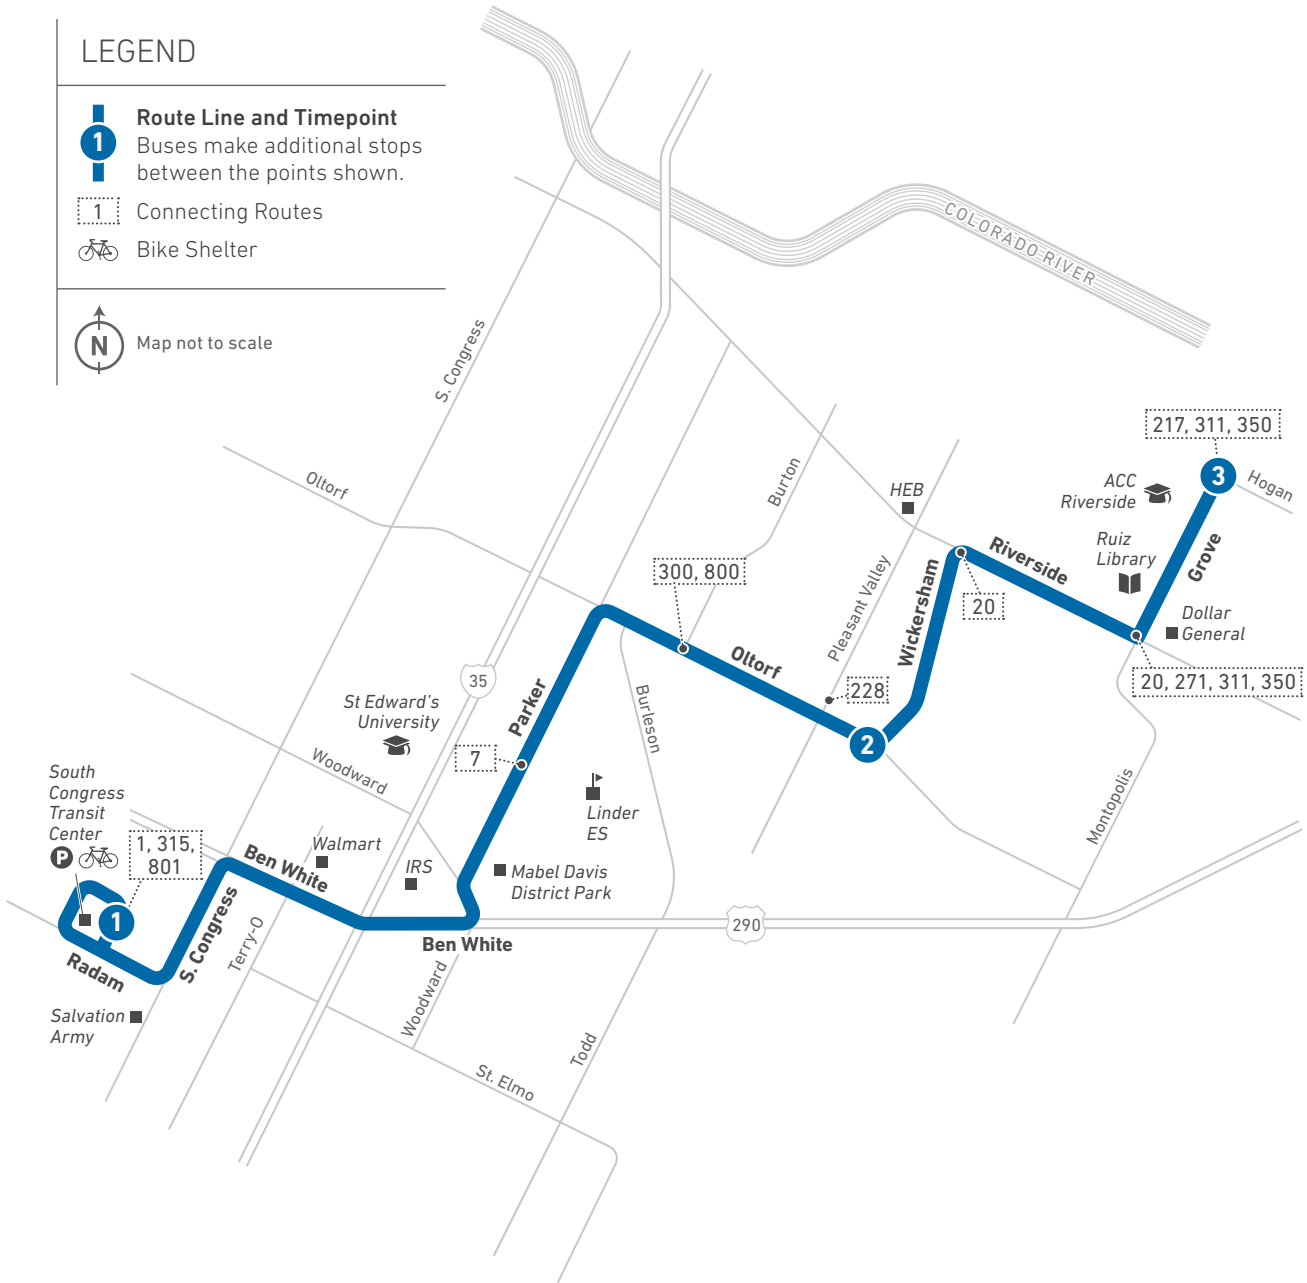 LEGEND
1
Route Line and Timepoint
Buses make additional stops
between the points shown.
1
Connecting Routes
Bike Shelter
N
Map not to scale
COLORADO RIVER
S. Congress
217, 311, 350
3
Hogan
ACC
Riverside
Ruiz
Library
Grove
Dollar
General
HEB
Burton
Oltorf
Riverside
20
Wickersham
Pleasant Valley
300, 800
Oltorf
228
2
20, 271, 311, 350
Montopolis
35
St Edward's
University
Parker
Burleson
7
Woodward
Linder
ES
South
Congress
Transit
Center
P
1, 315,
801
1
Walmart
Ben White
IRS
Mabel Davis
District Park
290
Ben White
S. Congress
Terry-O
Radam
Salvation
Army
Woodward
Todd
St. Elmo